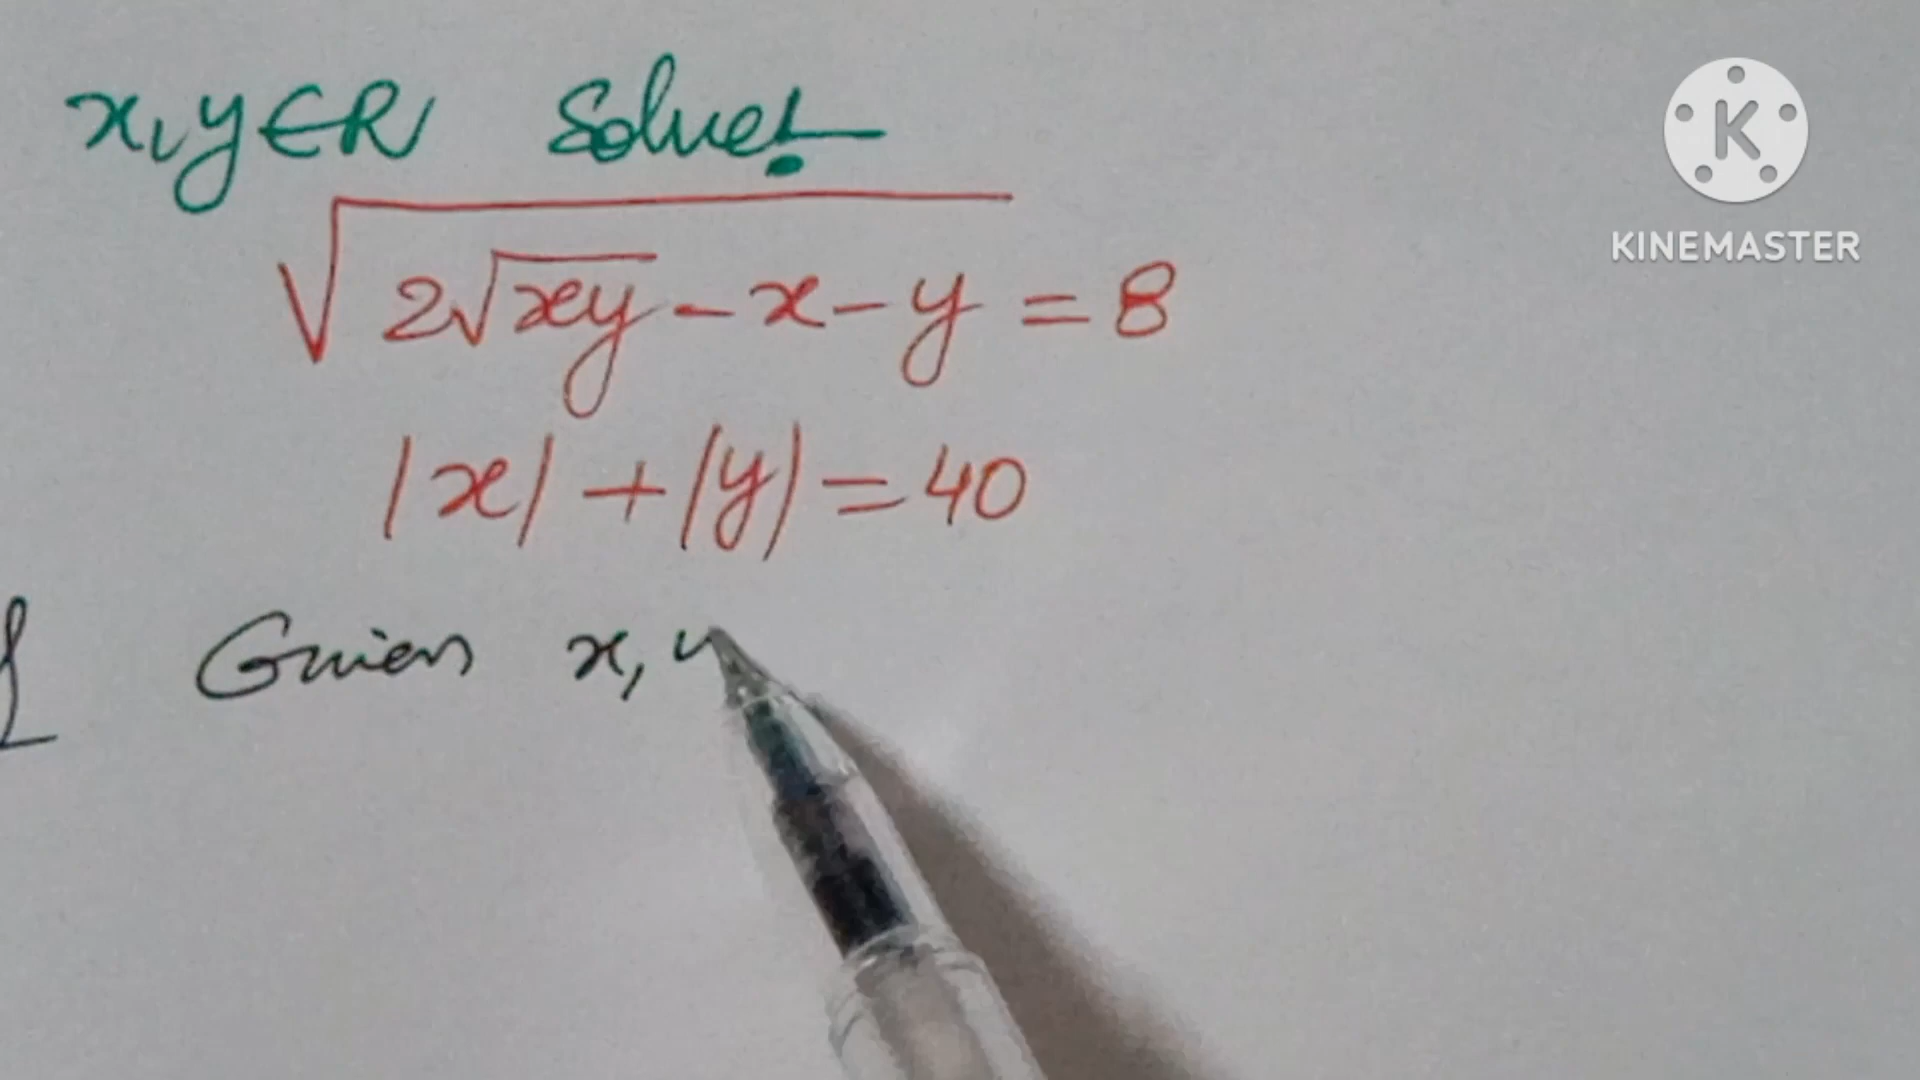 x, y ∈ R Solve!
√(2√xy - x - y) = 8
|x| + |y| = 40
Given x, y
K
KINEMASTER